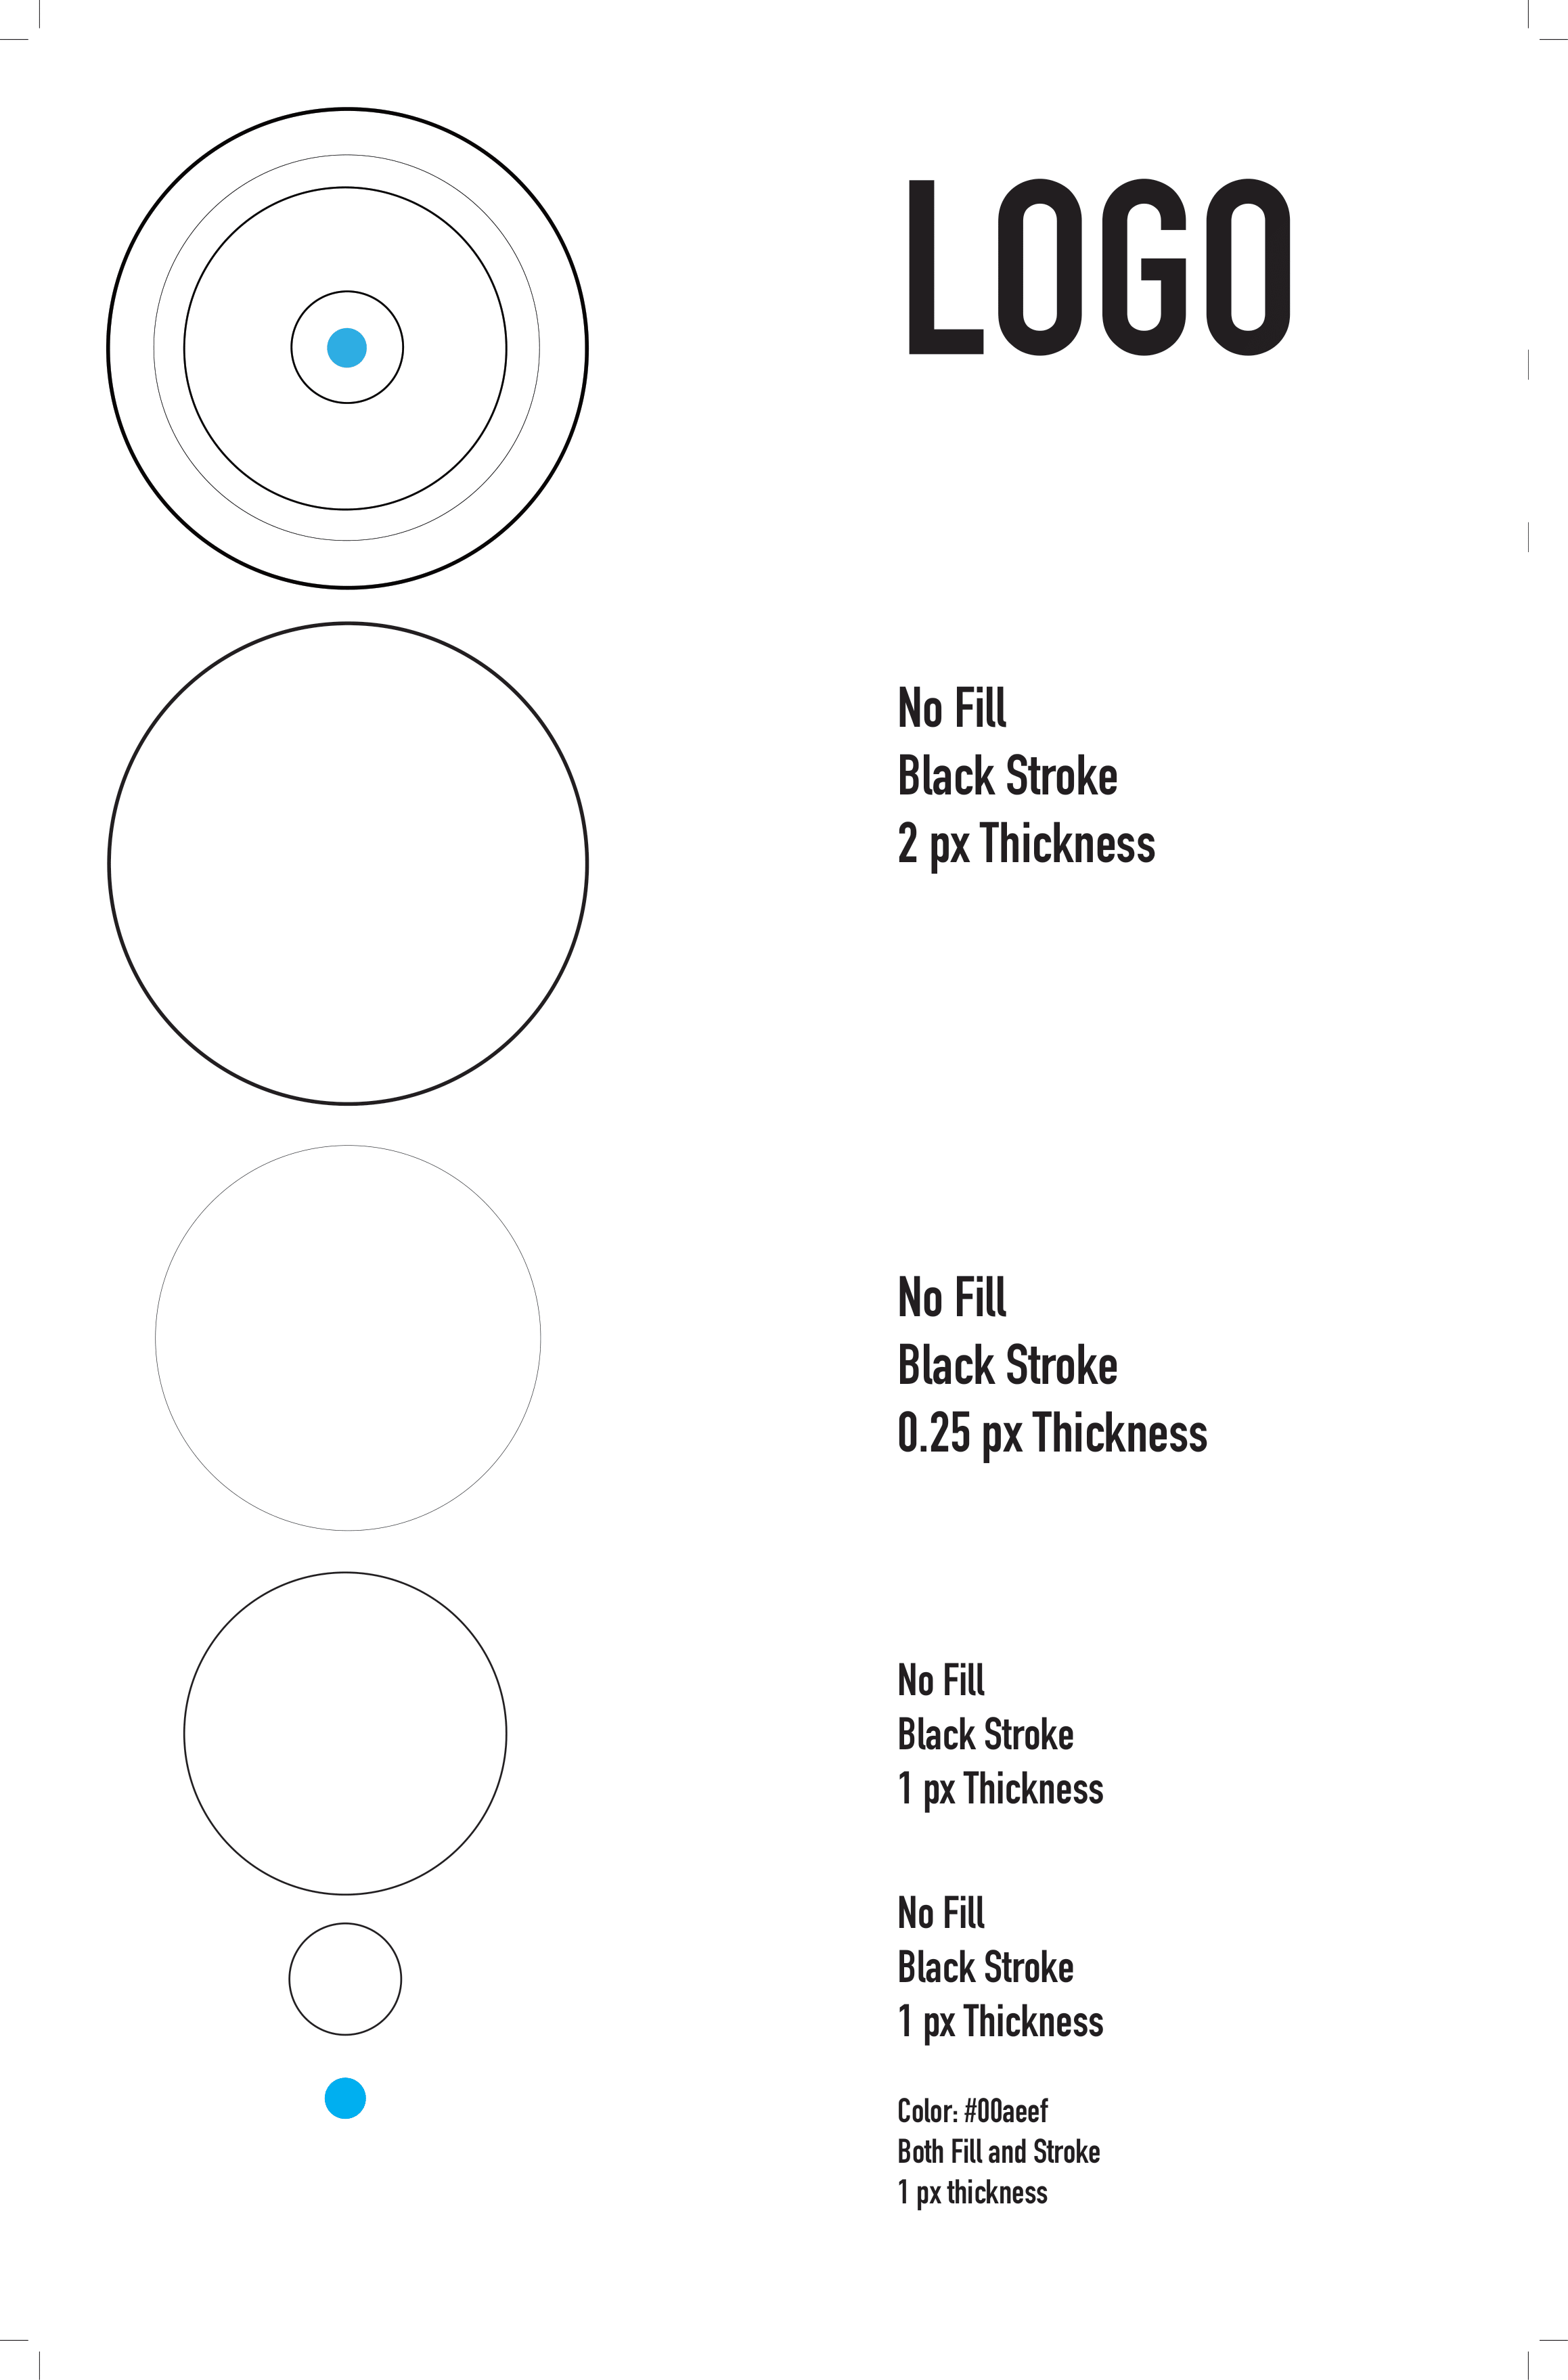 LOGO
No Fill
Black Stroke
2 px Thickness
No Fill
Black Stroke
0.25 px Thickness
No Fill
Black Stroke
1 px Thickness
No Fill
Black Stroke
1 px Thickness
Color: #00aeef
Both Fill and Stroke
1 px thickness